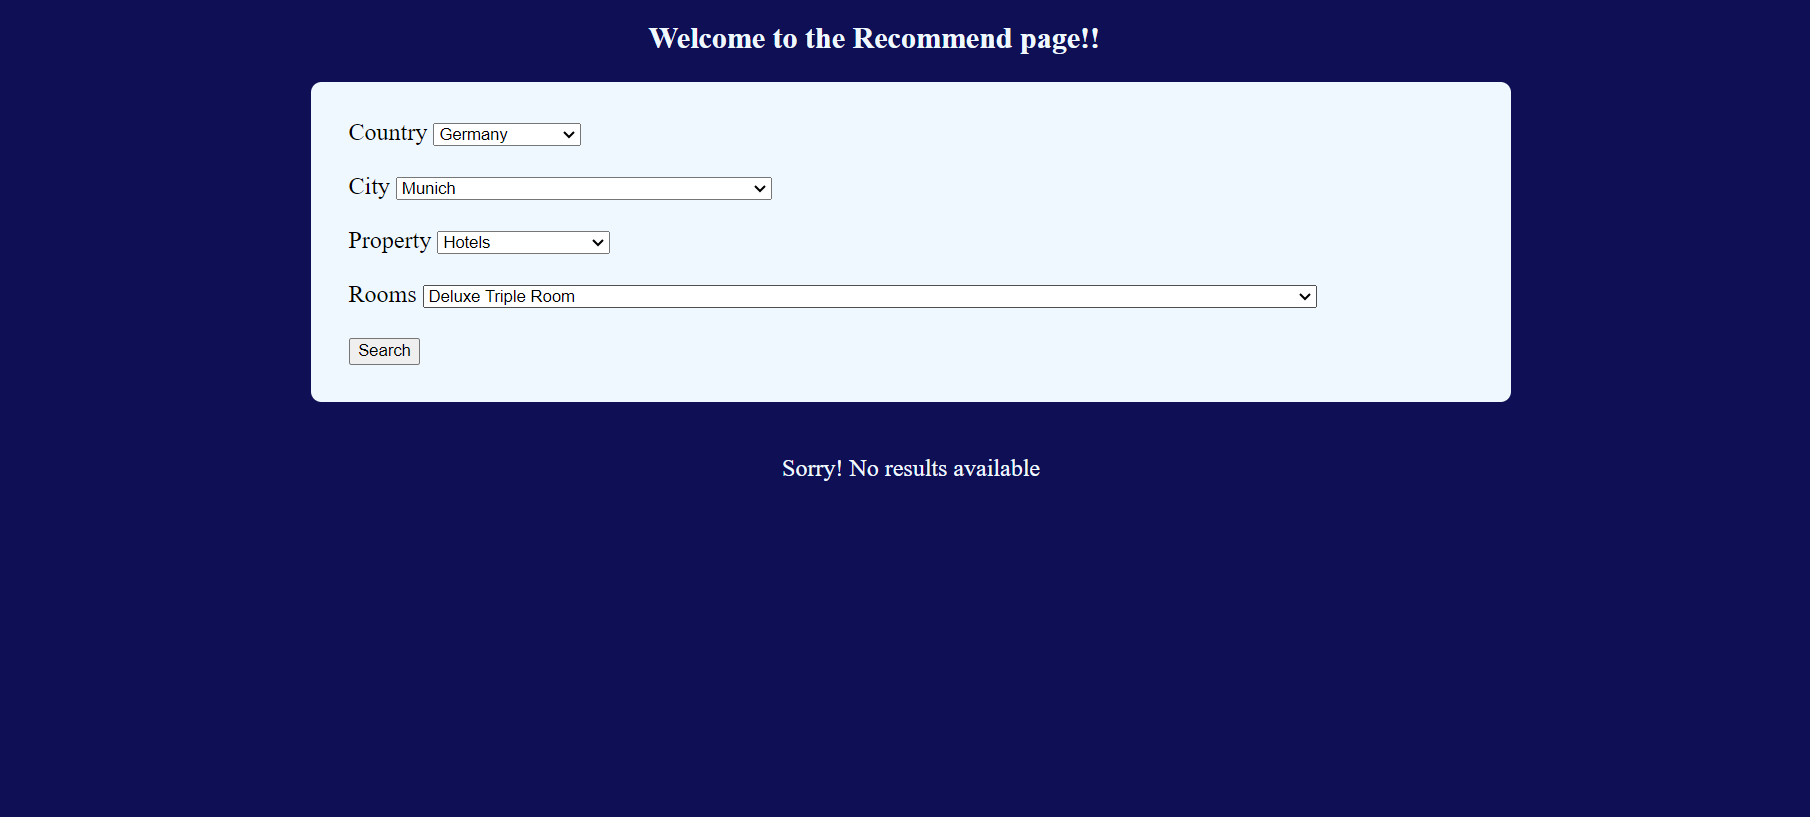 Welcome to the Recommend page!!
Country Germany
City Munich
Property Hotels
Rooms Deluxe Triple Room
Search
Sorry! No results available